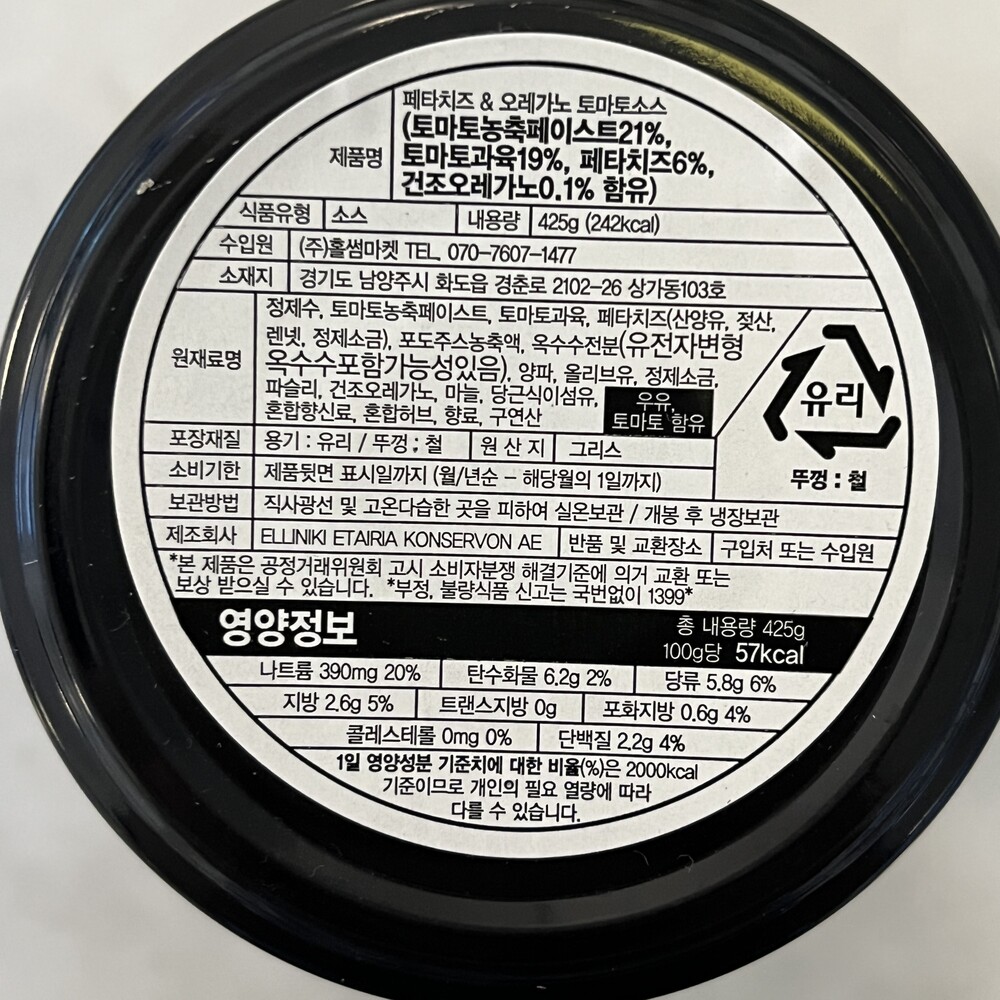 페타치즈 & 오레가노 토마토소스
(토마토농축페이스트21%,
제품명 토마토과육19%, 페타치즈6%,
건조오레가노0.1% 함유)
식품유형 소스 내용량 425g (242kcal)
수입원 (주)홀썸마켓 TEL. 070-7607-1477
소재지 경기도 남양주시 화도읍 경춘로 2102-26 상가동103호
원재료명
정제수, 토마토농축페이스트, 토마토과육, 페타치즈(산양유, 젖산,
렌넷, 정제소금), 포도주스농축액, 옥수수전분(유전자변형
옥수수포함가능성있음), 양파, 올리브유, 정제소금,
파슬리, 건조오레가노, 마늘, 당근식이섬유,
혼합향신료, 혼합허브, 향료, 구연산
우유,
토마토 함유
유리
뚜껑 : 철
포장재질 용기 : 유리 / 뚜껑 : 철 원 산 지 그리스
소비기한 제품뒷면 표시일까지 (월/년순 - 해당월의 1일까지)
보관방법 직사광선 및 고온다습한 곳을 피하여 실온보관 / 개봉 후 냉장보관
제조회사 ELLINIKI ETAIRIA KONSERVON AE 반품 및 교환장소 구입처 또는 수입원
*본 제품은 공정거래위원회 고시 소비자분쟁 해결기준에 의거 교환 또는
보상 받으실 수 있습니다. *부정, 불량식품 신고는 국번없이 1399*
영양정보
총 내용량 425g
100g당 57kcal
나트륨 390mg 20% 탄수화물 6.2g 2% 당류 5.8g 6%
지방 2.6g 5% 트랜스지방 0g 포화지방 0.6g 4%
콜레스테롤 0mg 0% 단백질 2.2g 4%
1일 영양성분 기준치에 대한 비율(%)은 2000kcal
기준이므로 개인의 필요 열량에 따라
다를 수 있습니다.